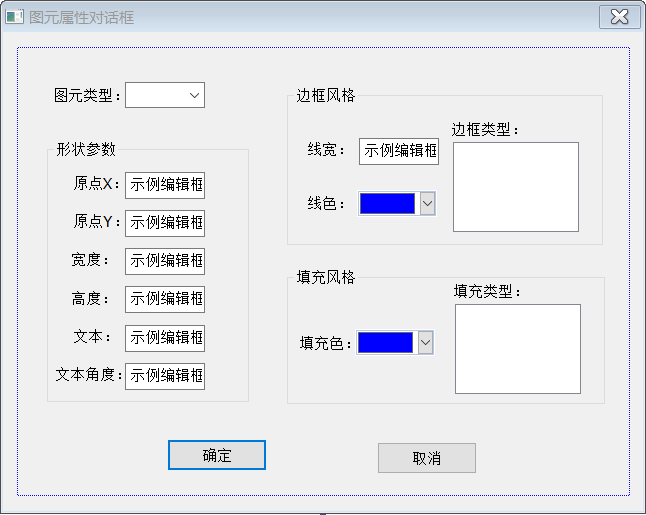 图元属性对话框
图元类型：
形状参数
原点X：示例编辑框
原点Y：示例编辑框
宽度：示例编辑框
高度：示例编辑框
文本：示例编辑框
文本角度：示例编辑框
边框风格
线宽：示例编辑框
线色：
边框类型：
填充风格
填充色：
填充类型：
确定
取消